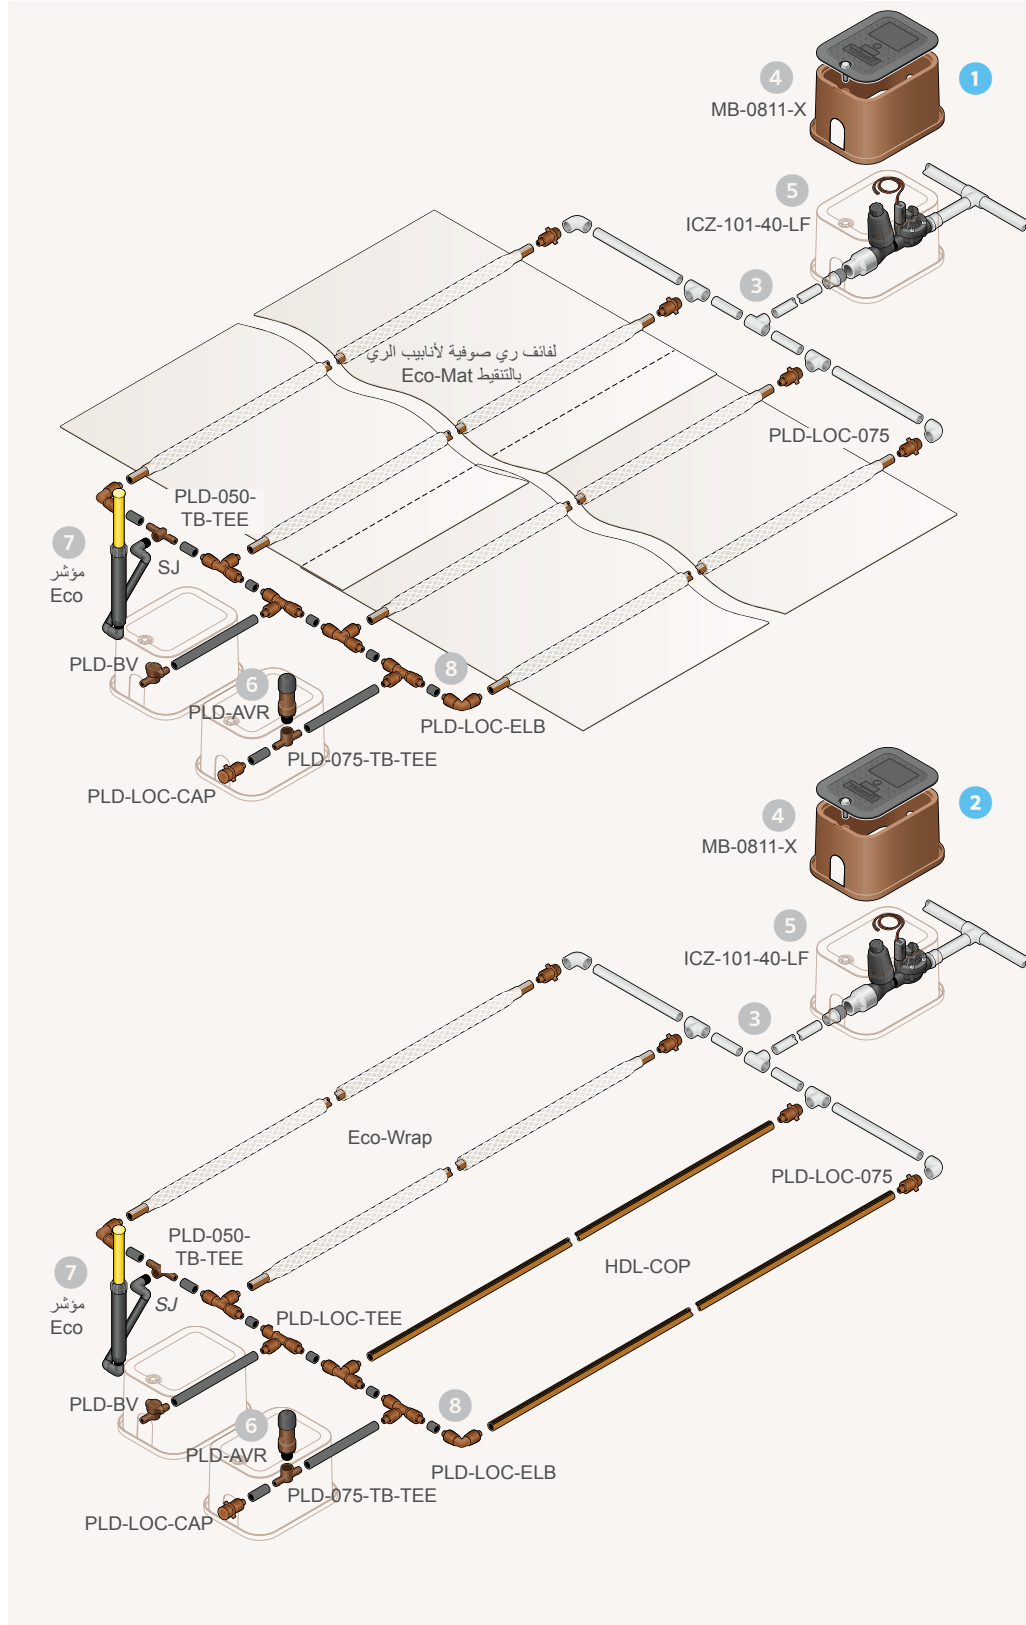 1
4
MB-0811-X
5
ICZ-101-40-LF
3
لفائف ري صوفية لأنابيب الري
بالتنقيط Eco-Mat
PLD-LOC-075
PLD-050-
TB-TEE
7
مؤشر
Eco
SJ
PLD-BV
6
PLD-AVR
8
PLD-LOC-ELB
PLD-075-TB-TEE
PLD-LOC-CAP
2
4
MB-0811-X
5
ICZ-101-40-LF
3
Eco-Wrap
PLD-LOC-075
PLD-050-
TB-TEE
HDL-COP
7
مؤشر
Eco
SJ
PLD-LOC-TEE
PLD-BV
8
6
PLD-AVR
PLD-LOC-ELB
PLD-075-TB-TEE
PLD-LOC-CAP